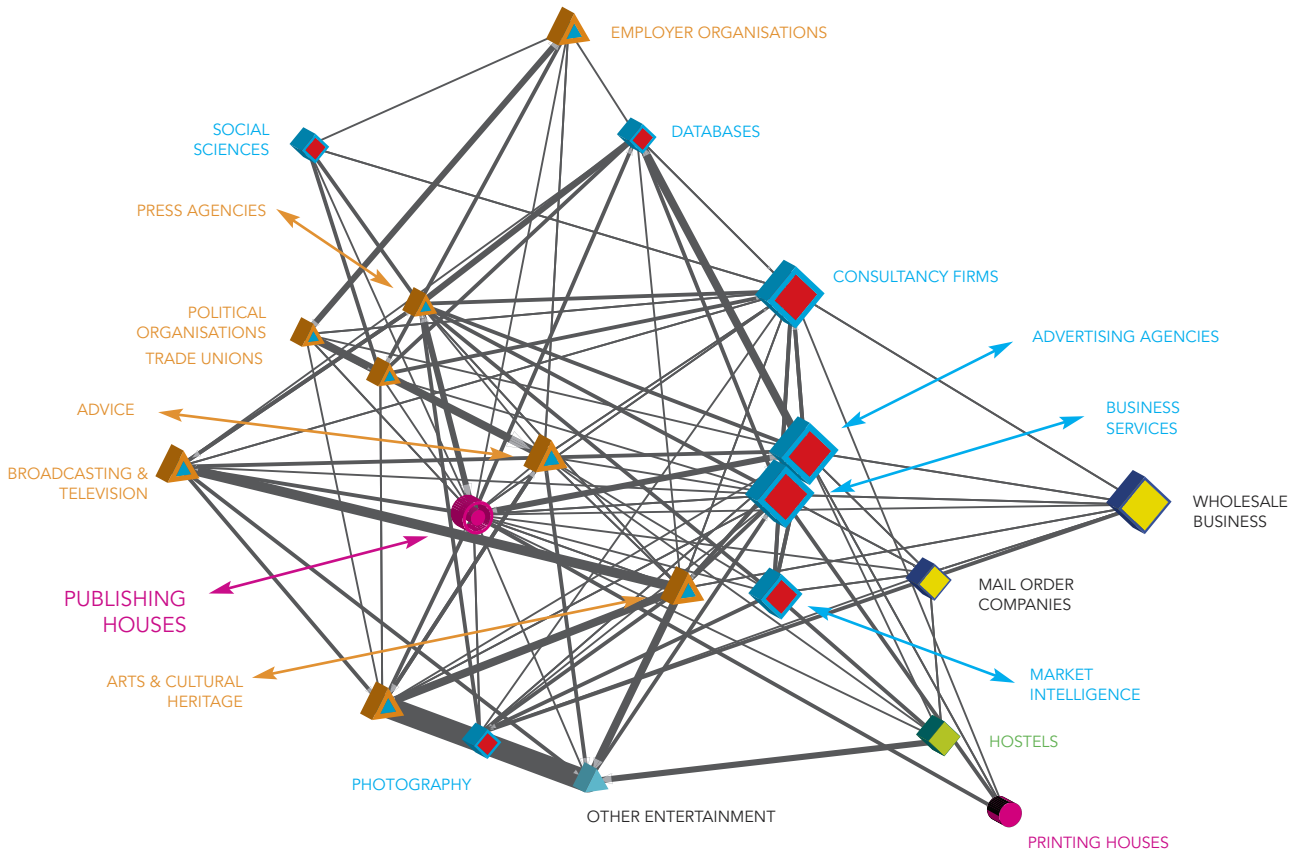 EMPLOYER ORGANISATIONS
SOCIAL
SCIENCES
DATABASES
PRESS AGENCIES
CONSULTANCY FIRMS
POLITICAL
ORGANISATIONS
TRADE UNIONS
ADVERTISING AGENCIES
ADVICE
BUSINESS
SERVICES
BROADCASTING &
TELEVISION
WHOLESALE
BUSINESS
PUBLISHING
HOUSES
MAIL ORDER
COMPANIES
ARTS & CULTURAL
HERITAGE
MARKET
INTELLIGENCE
HOSTELS
PHOTOGRAPHY
OTHER ENTERTAINMENT
PRINTING HOUSES